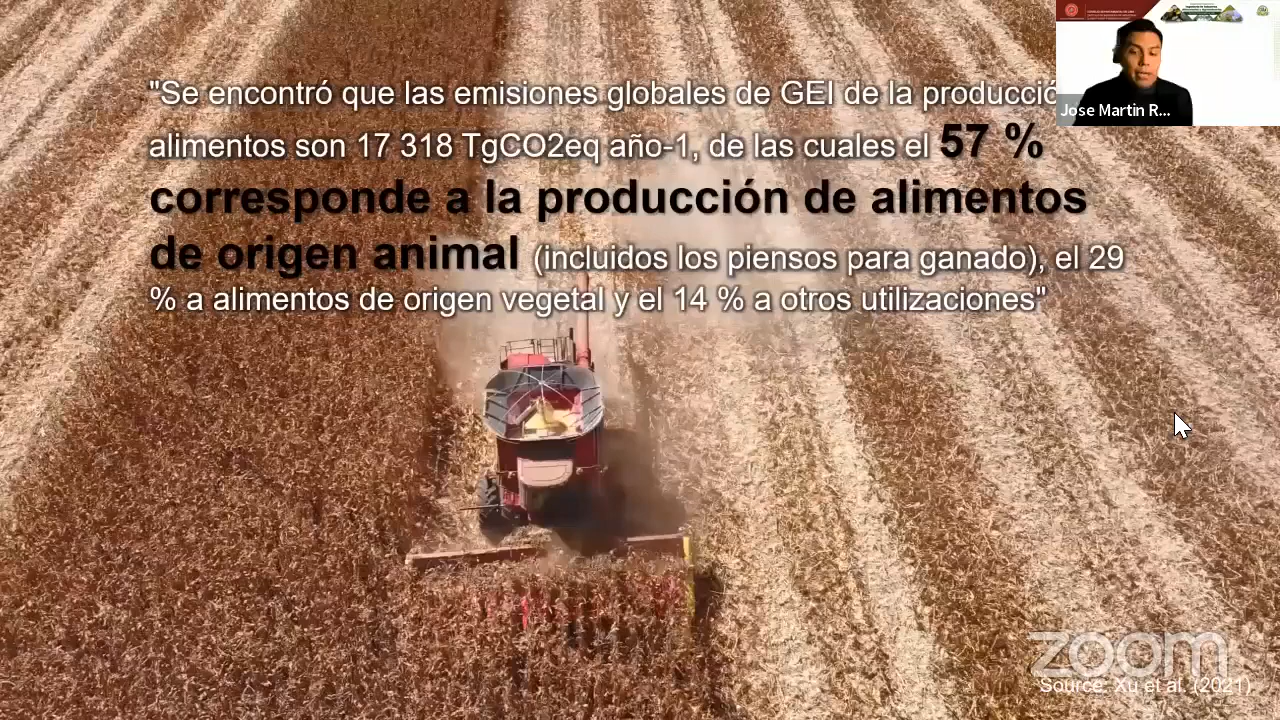 "Se encontró que las emisiones globales de GEI de la producció
alimentos son 17 318 TgCO2eq año-1, de las cuales el 57 %
corresponde a la producción de alimentos
de origen animal (incluidos los piensos para ganado), el 29
% a alimentos de origen vegetal y el 14 % a otros utilizaciones"
Jose Martin R...
zoom
Source: Xu et al. (2021)